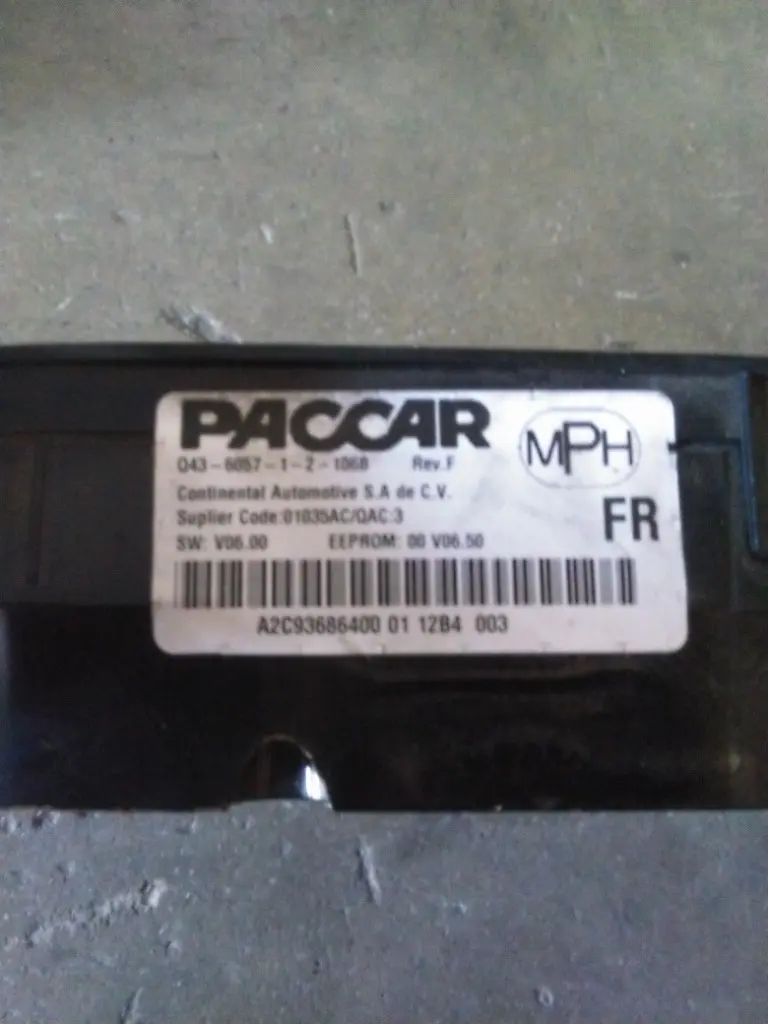 PACCAR
MPH
Q43-6057-1-2-106B Rev.F
Continental Automotive S.A de C.V.
Suplier Code:01035AC/QAC:3
FR
SW: V06.00 EEPROM: 00 V06.50
A2C93686400 01 12B4 003